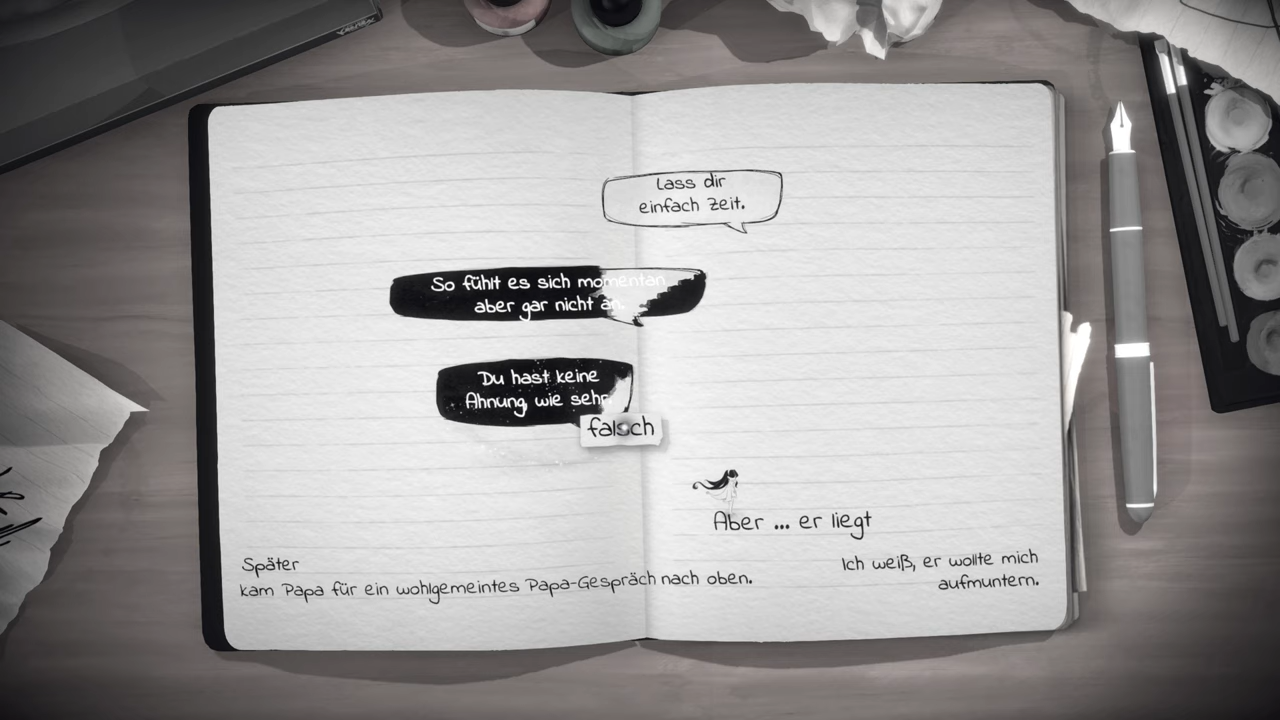 Lass dir
einfach Zeit.
So fühlt es sich momentan
aber gar nicht an.
Du hast keine
Ahnung, wie sehr.
falsch
Aber ... er liegt
Später
kam Papa für ein wohlgemeintes Papa-Gespräch nach oben.
Ich weiß, er wollte mich
aufmuntern.